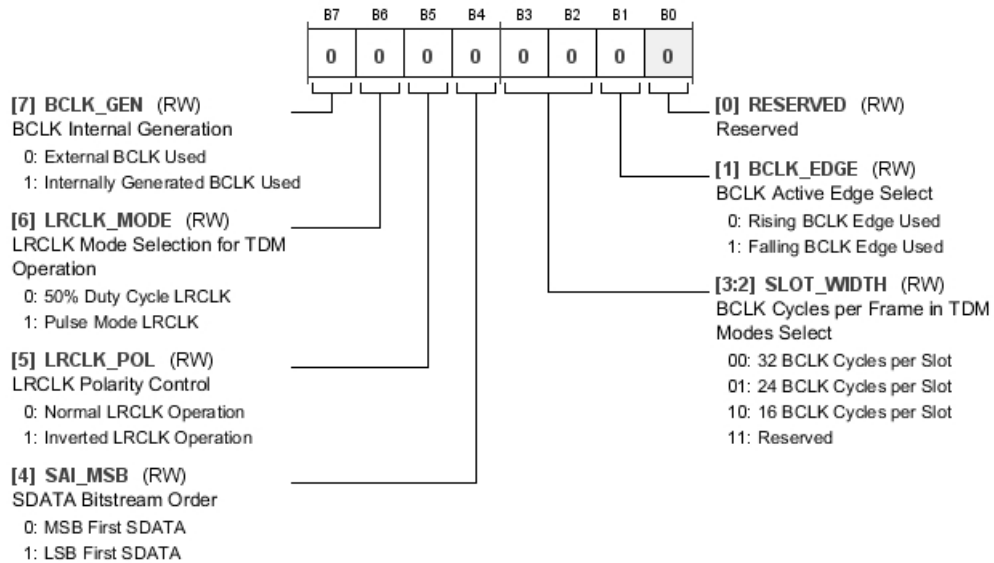 B7 B6 B5 B4 B3 B2 B1 B0
0 0 0 0 0 0 0 0
[7] BCLK_GEN (RW)
BCLK Internal Generation
0: External BCLK Used
1: Internally Generated BCLK Used
[6] LRCLK_MODE (RW)
LRCLK Mode Selection for TDM
Operation
0: 50% Duty Cycle LRCLK
1: Pulse Mode LRCLK
[5] LRCLK_POL (RW)
LRCLK Polarity Control
0: Normal LRCLK Operation
1: Inverted LRCLK Operation
[4] SAI_MSB (RW)
SDATA Bitstream Order
0: MSB First SDATA
1: LSB First SDATA
[0] RESERVED (RW)
Reserved
[1] BCLK_EDGE (RW)
BCLK Active Edge Select
0: Rising BCLK Edge Used
1: Falling BCLK Edge Used
[3:2] SLOT_WIDTH (RW)
BCLK Cycles per Frame in TDM
Modes Select
00: 32 BCLK Cycles per Slot
01: 24 BCLK Cycles per Slot
10: 16 BCLK Cycles per Slot
11: Reserved